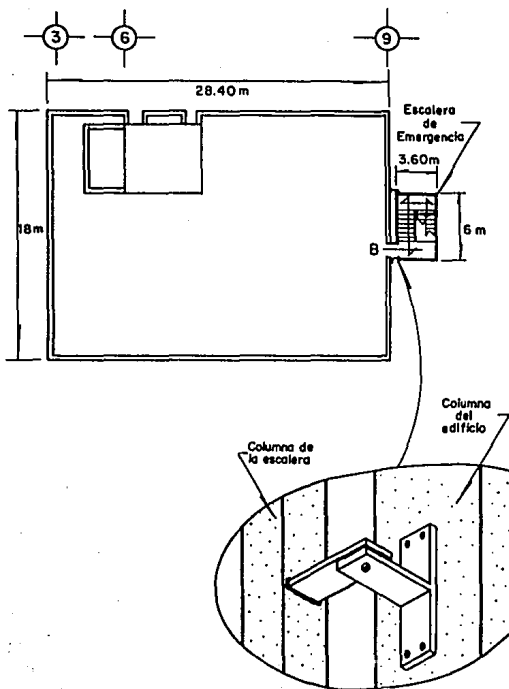 3
6
9
28.40 m
Escalera
de
Emergencia
3.60m
18m
6 m
B
Columna
del
edificio
Columna de
la escalera